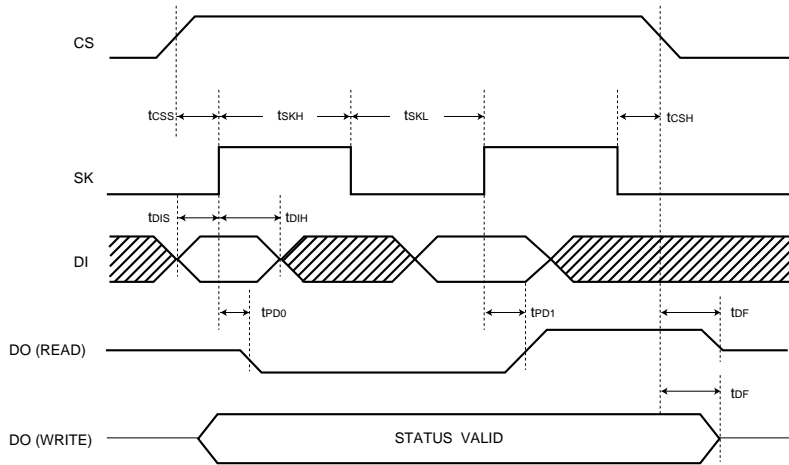 CS
tCSS tSKH tSKL tCSH
SK
tDIS tDIH
DI
tPD0 tPD1 tDF
DO (READ)
tDF
DO (WRITE) STATUS VALID